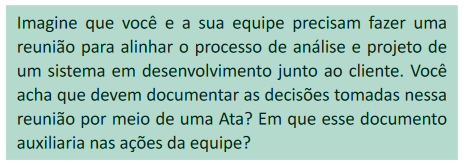 Imagine que você e a sua equipe precisam fazer uma
reunião para alinhar o processo de análise e projeto de
um sistema em desenvolvimento junto ao cliente. Você
acha que devem documentar as decisões tomadas nessa
reunião por meio de uma Ata? Em que esse documento
auxiliaria nas ações da equipe?